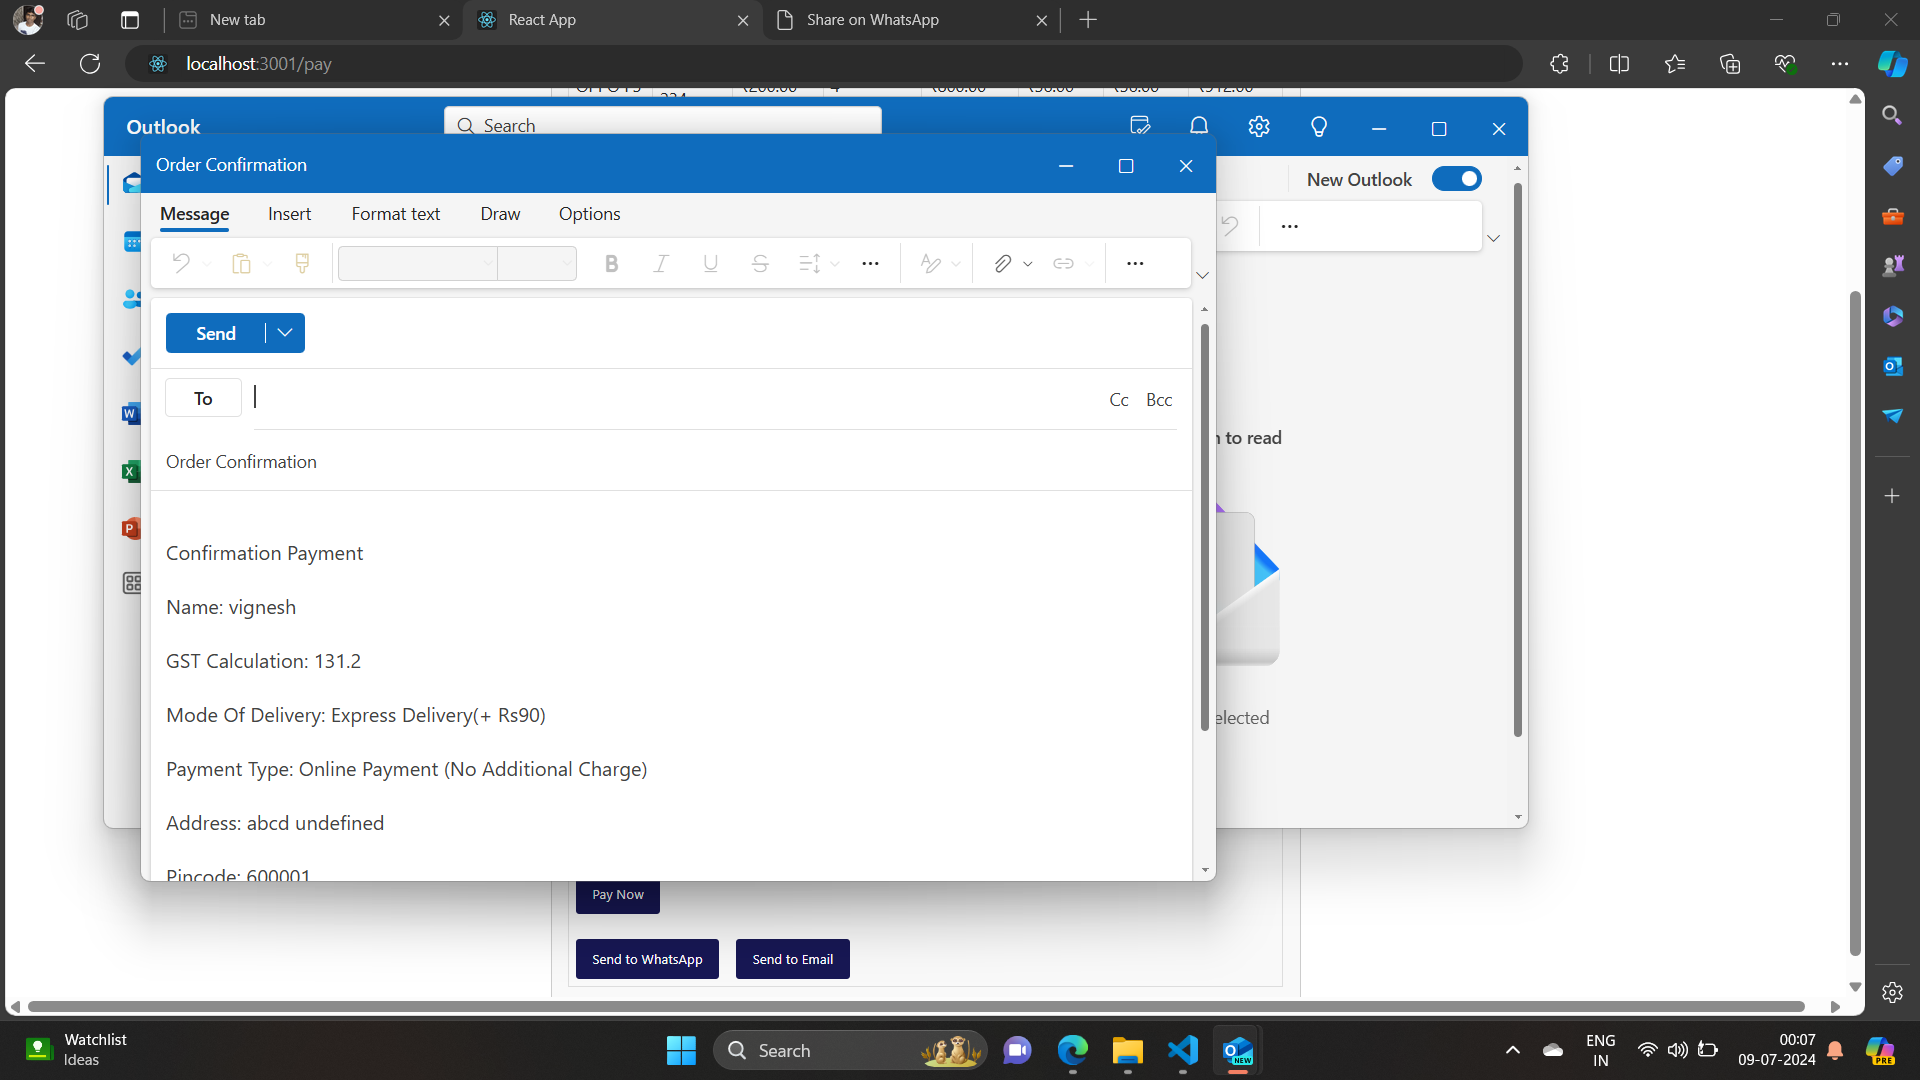 New tab
React App
Share on WhatsApp
localhost:3001/pay
Outlook
Search
Order Confirmation
New Outlook
Message
Insert
Format text
Draw
Options
Send
To
Cc
Bcc
to read
Order Confirmation
Confirmation Payment
Name: vignesh
GST Calculation: 131.2
Mode Of Delivery: Express Delivery(+ Rs90)
elected
Payment Type: Online Payment (No Additional Charge)
Address: abcd undefined
Pincode: 600001
Pay Now
Send to WhatsApp
Send to Email
Watchlist
Ideas
Search
NEW
ENG
IN
00:07
09-07-2024
PRE